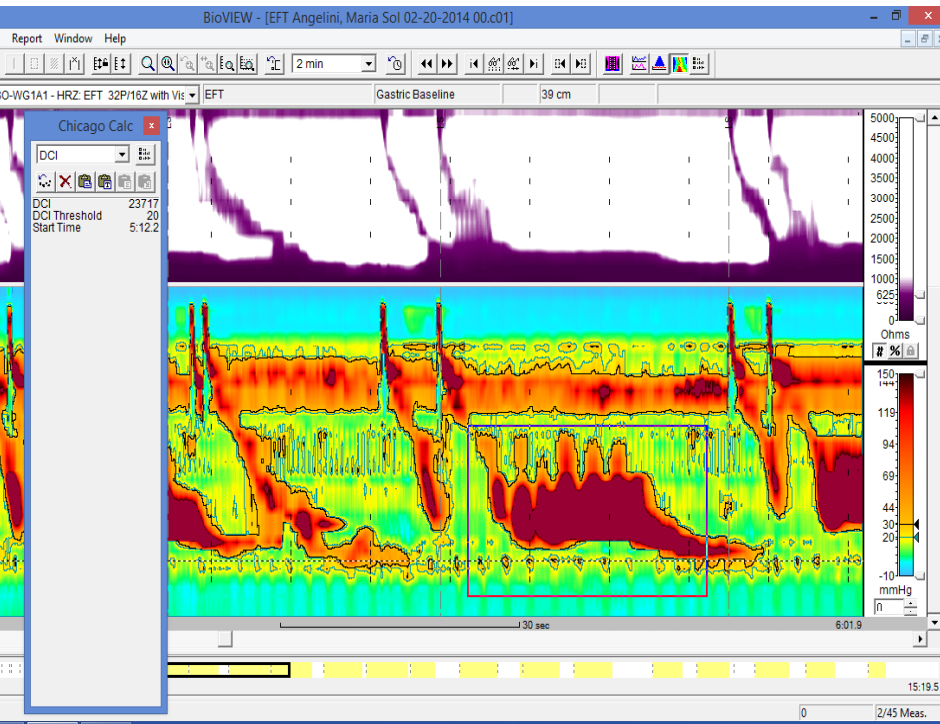 BioVIEW - [EFT Angelini, Maria Sol 02-20-2014 00.c01]
Report Window Help
2 min
O-WG1A1 - HRZ: EFT 32P/16Z with Vis EFT Gastric Baseline 39 cm
Chicago Calc
DCI
DCI 23717
DCI Threshold 20
Start Time 5:12.2
5000
4500
4000
3500
3000
2500
2000
1500
1000
625
0
Ohms
# %
150
144
119
94
69
44
30
20
-10
mmHg
0
30 sec 6:01.9
15:19.5
0 2/45 Meas.